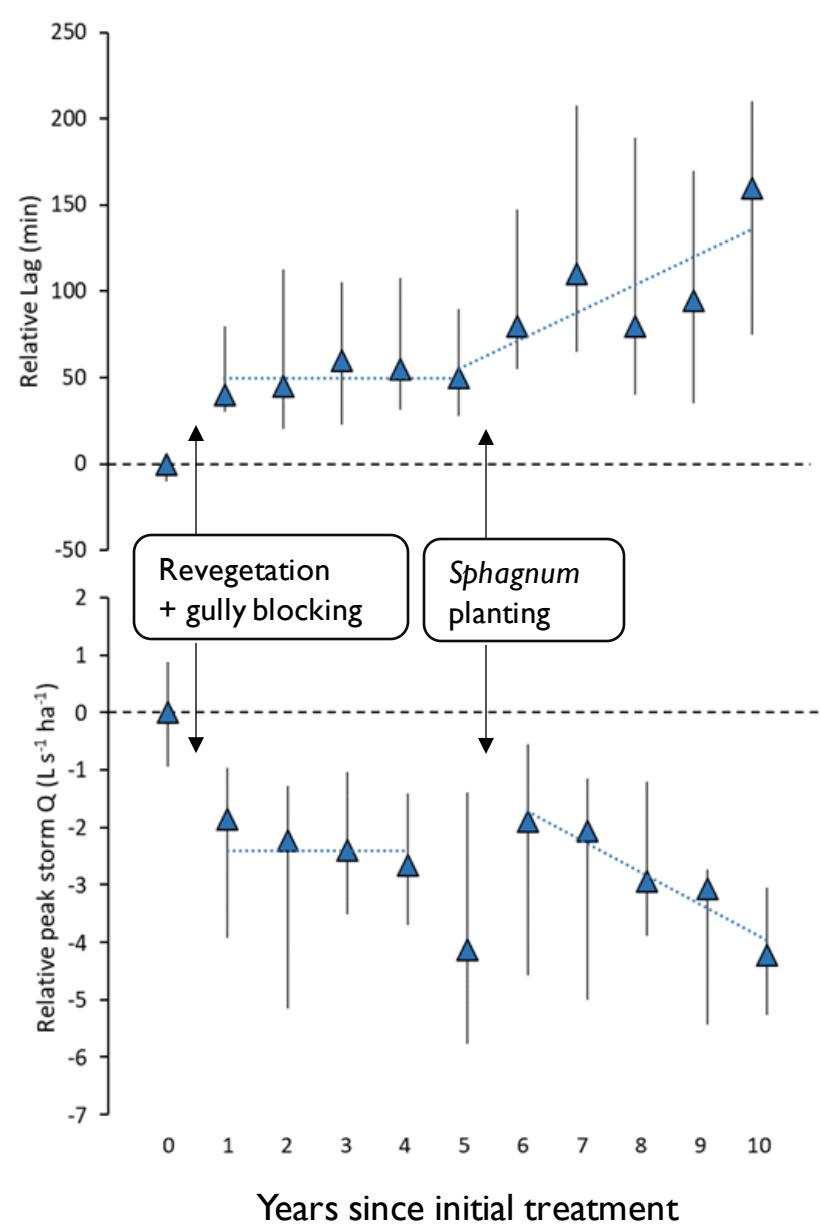 250
200
150
100
50
0
-50
Relative Lag (min)
Revegetation
+ gully blocking
Sphagnum
planting
2
1
0
-1
-2
-3
-4
-5
-6
-7
Relative peak storm Q (L s⁻¹ ha⁻¹)
0 1 2 3 4 5 6 7 8 9 10
Years since initial treatment